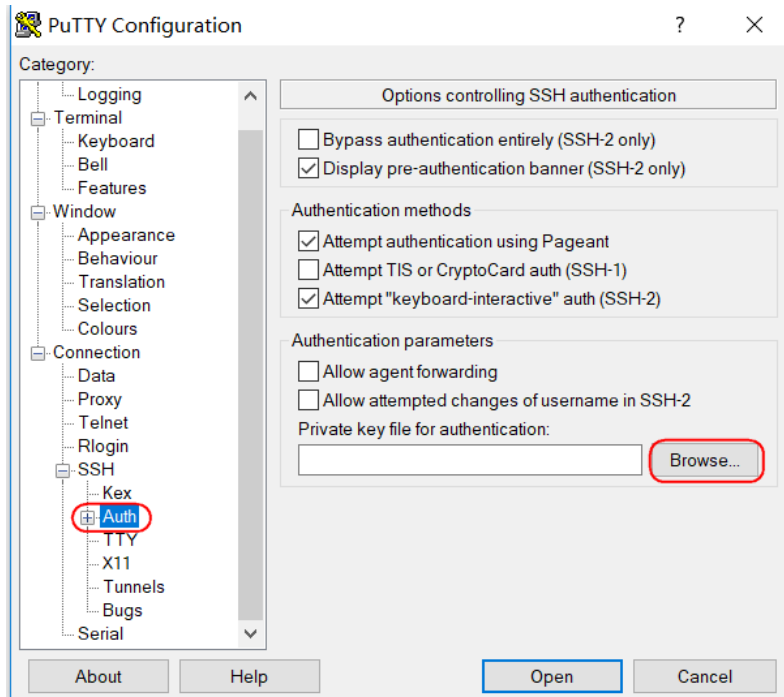 PuTTY Configuration
?
Category:
Logging
Terminal
Keyboard
Bell
Features
Window
Appearance
Behaviour
Translation
Selection
Colours
Connection
Data
Proxy
Telnet
Rlogin
SSH
Kex
Auth
TTY
X11
Tunnels
Bugs
Serial
Options controlling SSH authentication
Bypass authentication entirely (SSH-2 only)
Display pre-authentication banner (SSH-2 only)
Authentication methods
Attempt authentication using Pageant
Attempt TIS or CryptoCard auth (SSH-1)
Attempt "keyboard-interactive" auth (SSH-2)
Authentication parameters
Allow agent forwarding
Allow attempted changes of username in SSH-2
Private key file for authentication:
Browse...
About
Help
Open
Cancel